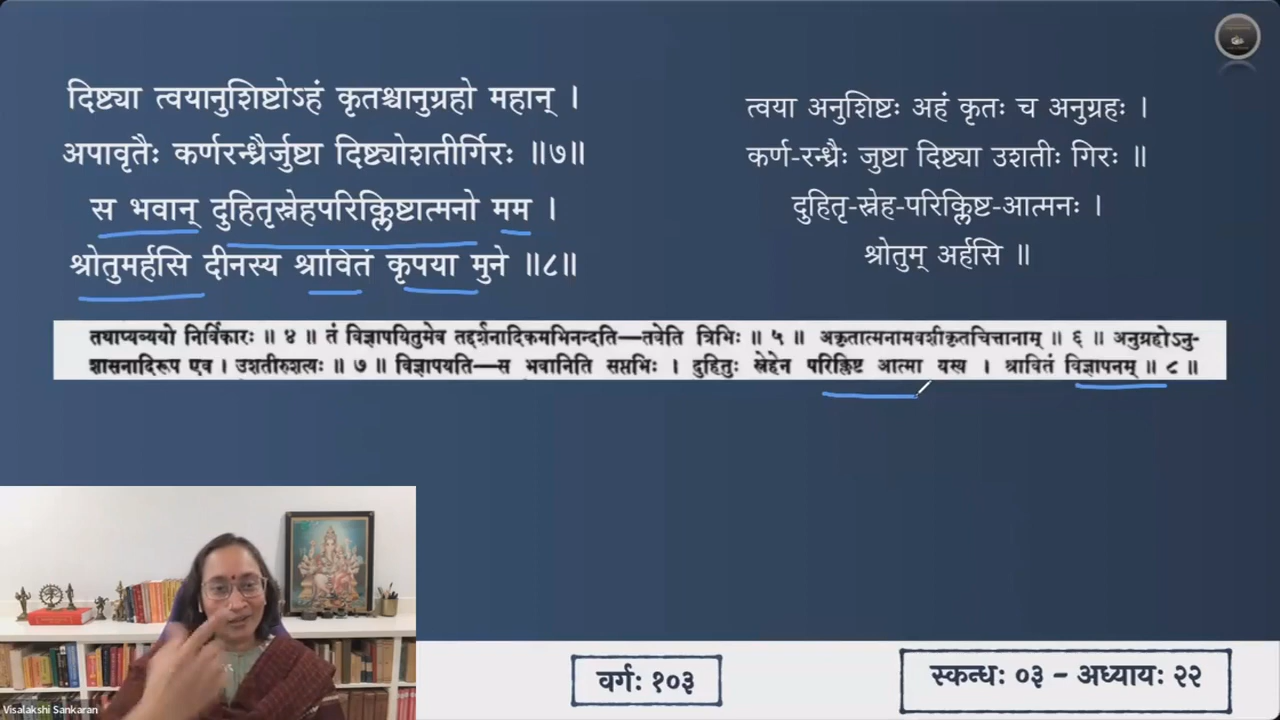 दिष्ट्या त्वयानुशिष्टोऽहं कृतश्चानुग्रहो महान् ।
अपावृतैः कर्णरन्ध्रैर्जुष्टा दिष्ट्योशतीर्गिरः ॥७॥
स भवान् दुहितृस्नेहपरिक्लिष्टात्मनो मम ।
श्रोतुमर्हसि दीनस्य श्रावितं कृपया मुने ॥८॥
त्वया अनुशिष्टः अहं कृतः च अनुग्रहः ।
कर्ण-रन्ध्रैः जुष्टा दिष्ट्या उशतीः गिरः ॥
दुहितृ-स्नेह-परिक्लिष्ट-आत्मनः ।
श्रोतुम् अर्हसि ॥
तथाप्यव्ययो निर्विकारः ॥ ४ ॥ तं विज्ञापयितुमेव तद्दर्शनादिकमभिनन्दति—तवेति त्रिभिः ॥ ५ ॥ अकृतात्मनामवशीकृतचित्तानाम् ॥ ६ ॥ अनुग्रहोऽनु-
शासनादिरूप एव । उशतीरुशत्यः ॥ ७ ॥ विज्ञापयति—स भवानिति सप्तभिः । दुहितुः स्नेहेन परिक्लिष्ट आत्मा यस्य । श्रावितं विज्ञापनम् ॥ ८ ॥
Visalakshi Sankaran
वर्गः १०३
स्कन्धः ०३ - अध्यायः २२